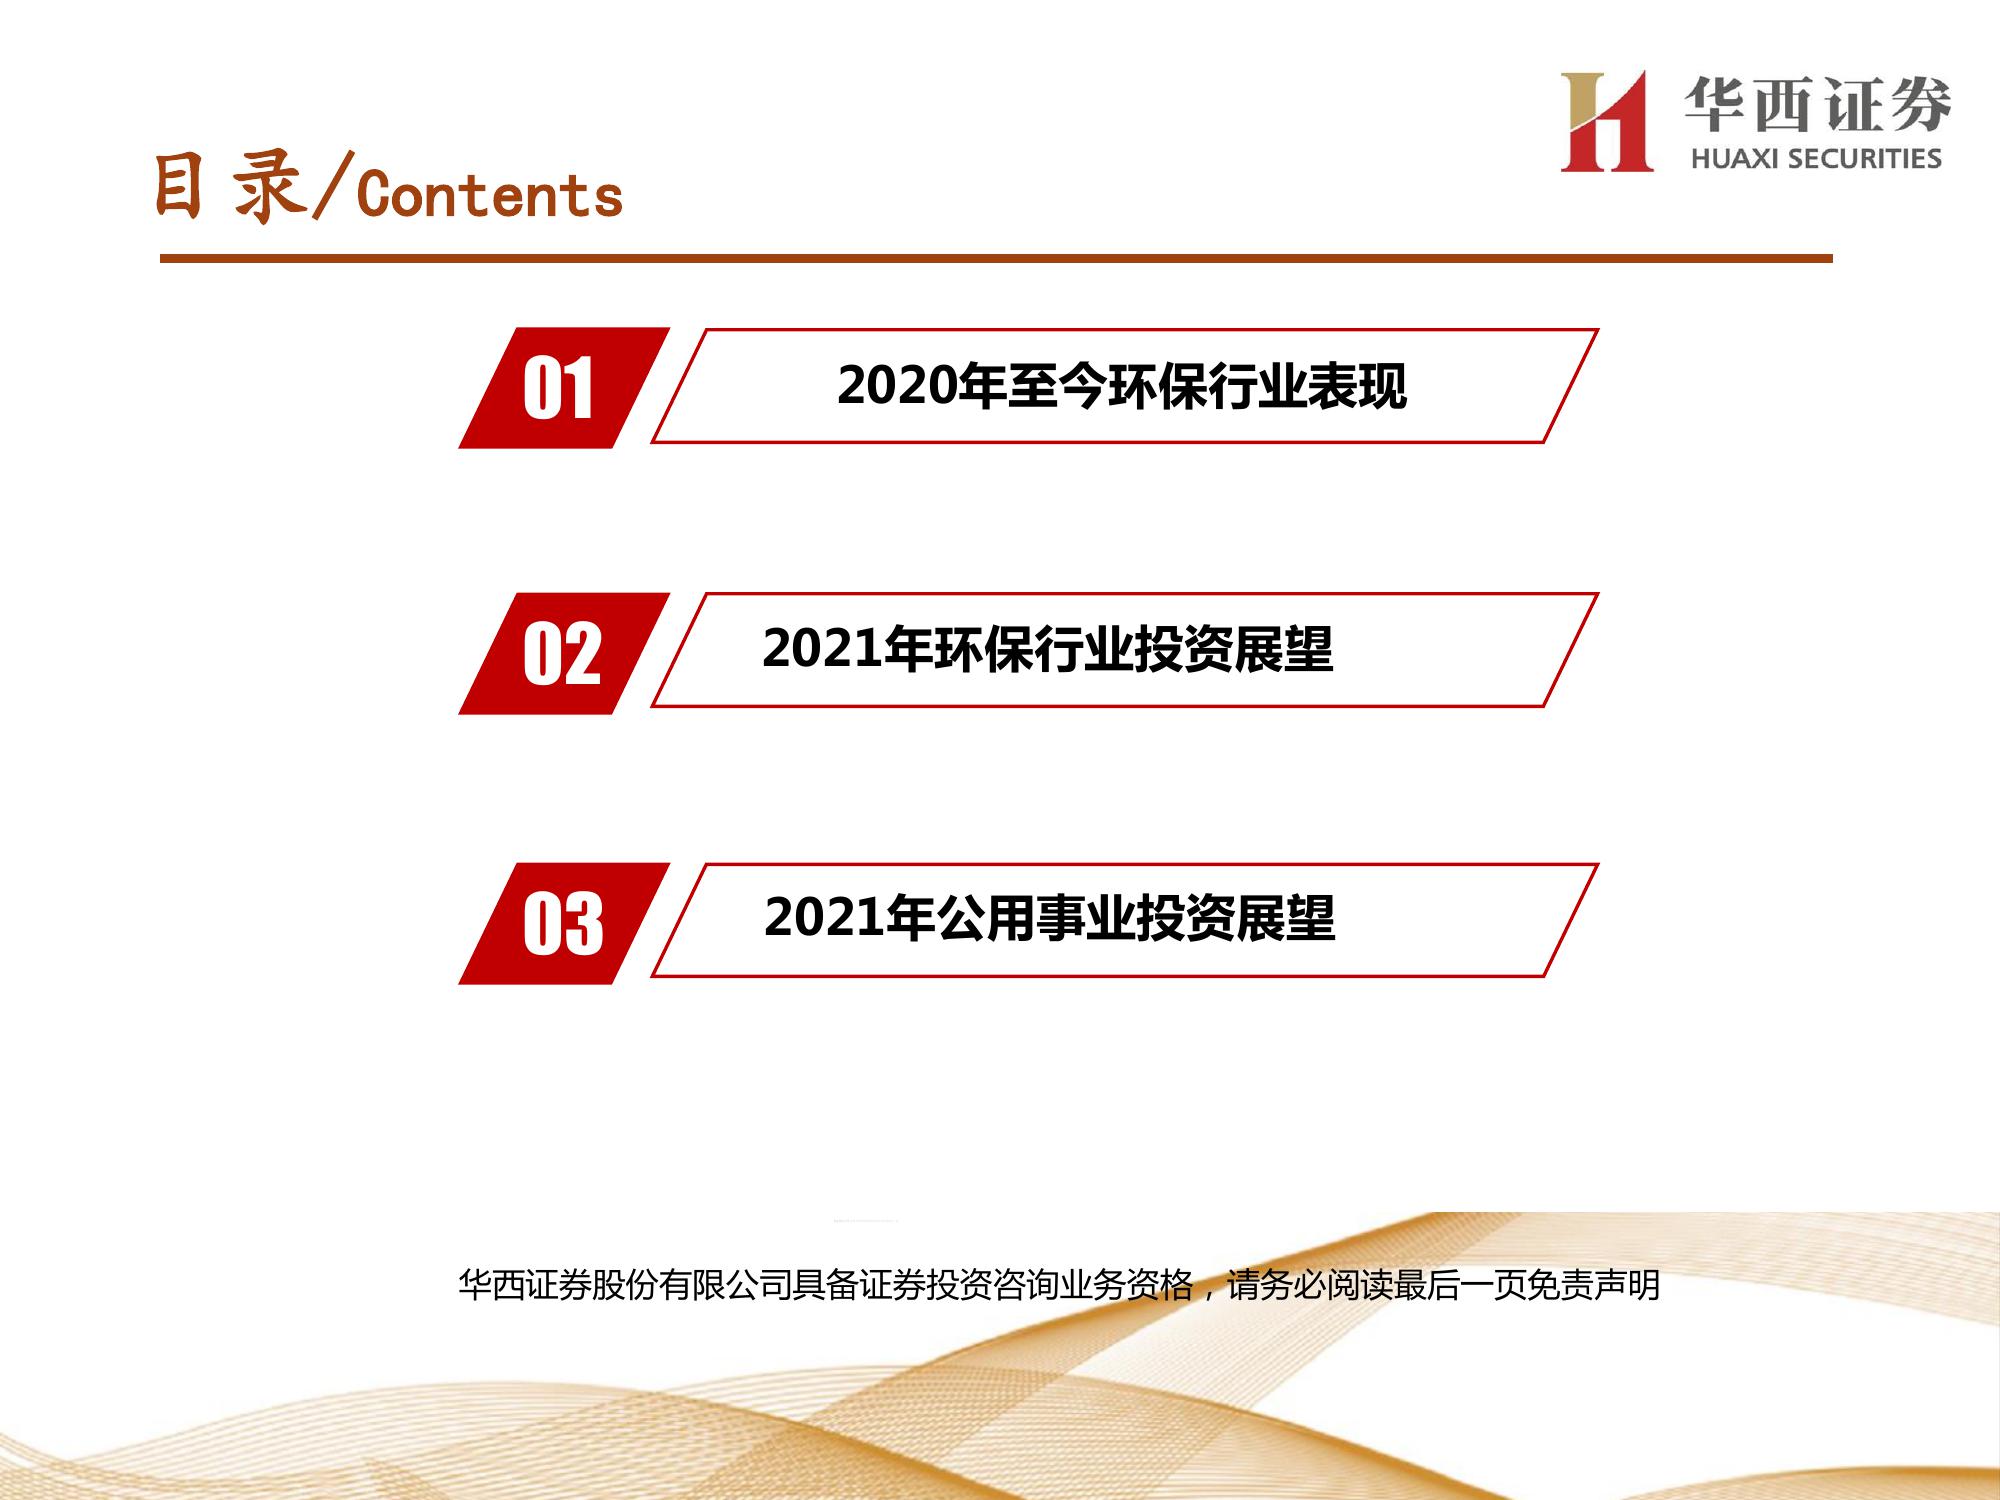 华西证券
HUAXI SECURITIES
目录/Contents
01
2020年至今环保行业表现
02
2021年环保行业投资展望
03
2021年公用事业投资展望
华西证券股份有限公司具备证券投资咨询业务资格，请务必阅读最后一页免责声明